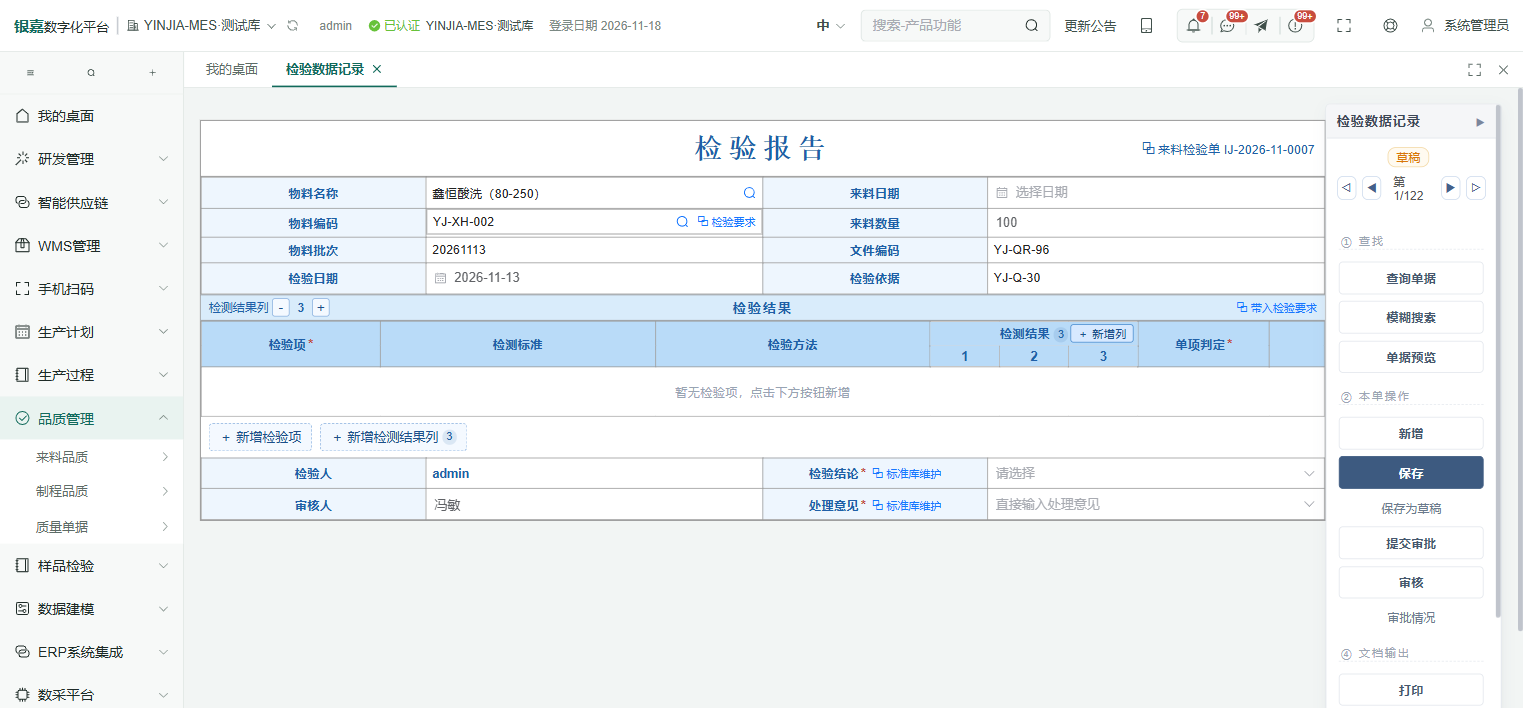 银嘉数字化平台 YINJIA-MES·测试库 admin 已认证 YINJIA-MES·测试库 登录日期 2026-11-18 中 搜索-产品功能 更新公告 7 99+ 99+ 系统管理员
我的桌面 检验数据记录
我的桌面
研发管理
智能供应链
WMS管理
手机扫码
生产计划
生产过程
品质管理
来料品质
制程品质
质量单据
样品检验
数据建模
ERP系统集成
数采平台
检验报告 来料检验单 IJ-2026-11-0007
物料名称 鑫恒酸洗（80-250） 来料日期 选择日期
物料编码 YJ-XH-002 检验要求 来料数量 100
物料批次 20261113 文件编码 YJ-QR-96
检验日期 2026-11-13 检验依据 YJ-Q-30
检测结果列 - 3 + 检验结果 带入检验要求
检验项* 检测标准 检验方法 检测结果 3 + 新增列 单项判定*
1 2 3
暂无检验项，点击下方按钮新增
+ 新增检验项 + 新增检测结果列 3
检验人 admin 检验结论* 标准库维护 请选择
审核人 冯敏 处理意见* 标准库维护 直接输入处理意见
检验数据记录
草稿
第
1/122
① 查找
查询单据
模糊搜索
单据预览
② 本单操作
新增
保存
保存为草稿
提交审批
审核
审批情况
④ 文档输出
打印